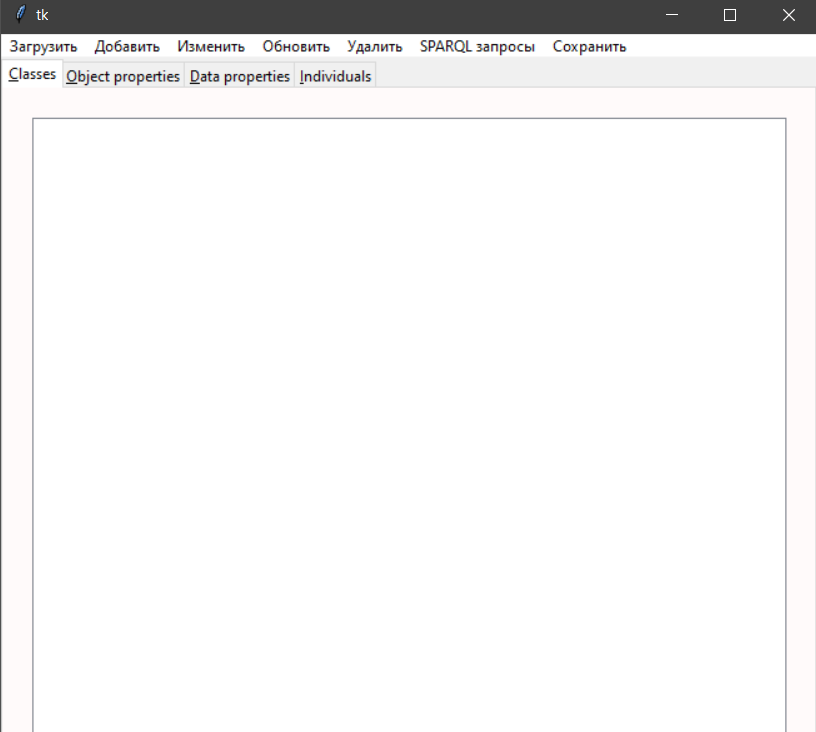 tk
Загрузить Добавить Изменить Обновить Удалить SPARQL запросы Сохранить
Classes Object properties Data properties Individuals